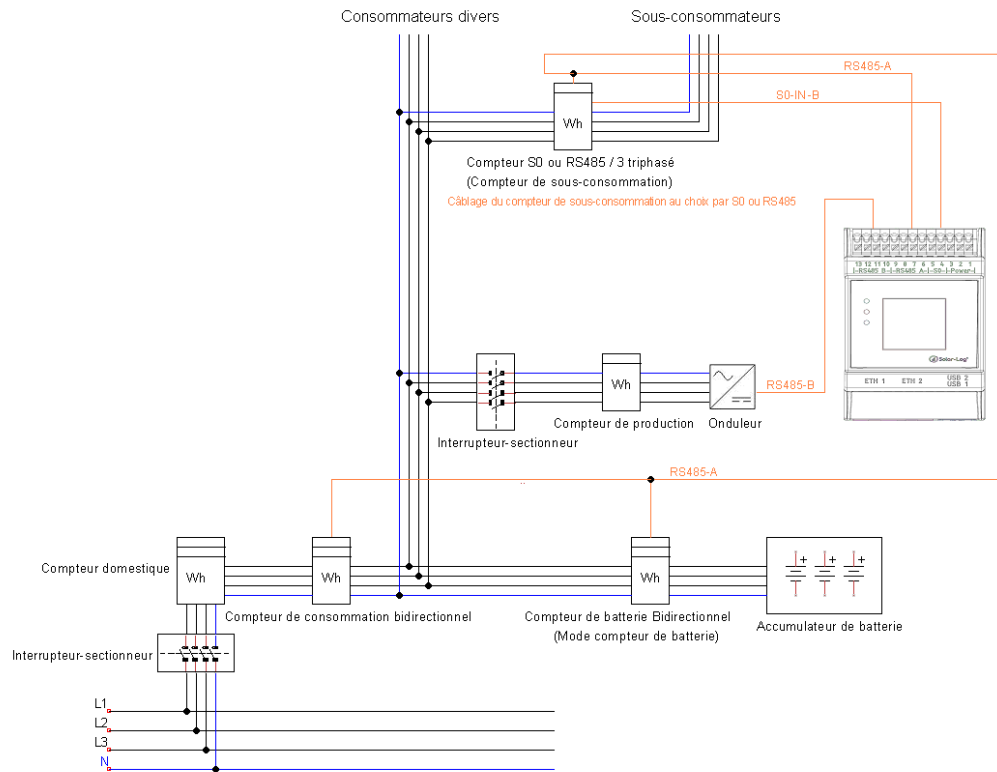 Consommateurs divers
Sous-consommateurs
RS485-A
S0-IN-B
Wh
Compteur S0 ou RS485 / 3 triphasé
(Compteur de sous-consommation)
Câblage du compteur de sous-consommation au choix par S0 ou RS485
13 12 11 10 9 8 7 6 5 4 3 2 1
|-RS485 B-|-RS485 A-|-S0-|-Power-|
Solar-Log®
ETH 1 ETH 2 USB 2
USB 1
Wh
RS485-B
Compteur de production
Onduleur
Interrupteur-sectionneur
RS485-A
..
Compteur domestique
Wh
Wh
Wh
+ + +
Compteur de consommation bidirectionnel
Compteur de batterie Bidirectionnel
(Mode compteur de batterie)
Accumulateur de batterie
Interrupteur-sectionneur
L1
L2
L3
N